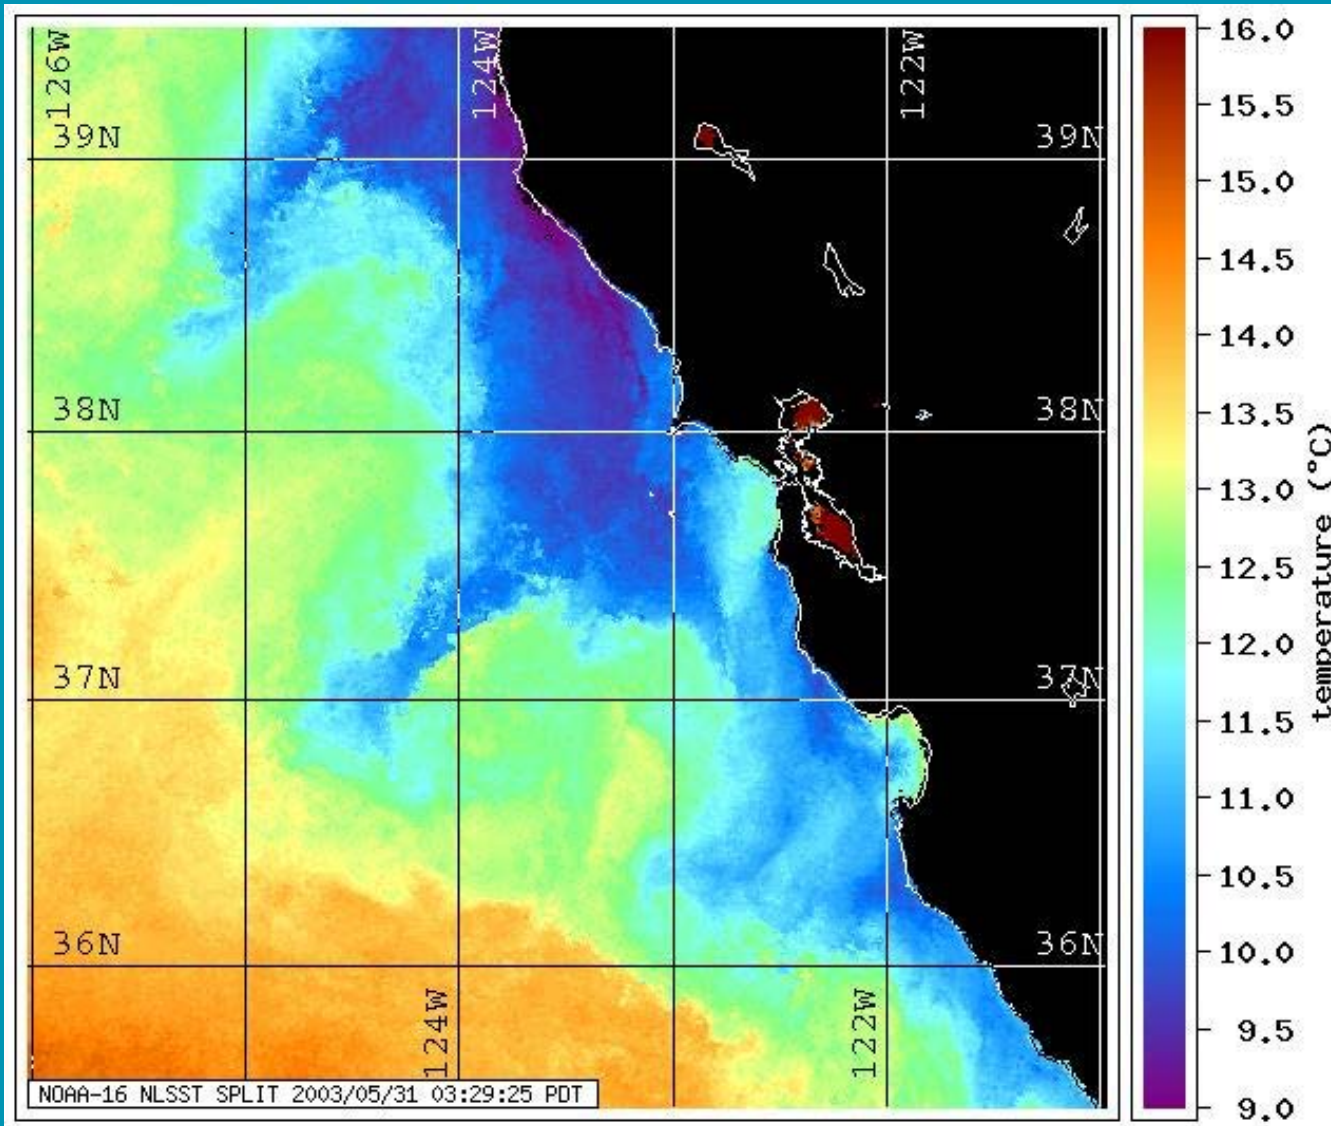 126W
124W
122W
39N
39N
38N
38N
37N
37N
36N
36N
124W
122W
NOAA-16 NLSST SPLIT 2003/05/31 03:29:25 PDT
16.0
15.5
15.0
14.5
14.0
13.5
13.0
12.5
12.0
11.5
11.0
10.5
10.0
9.5
9.0
temperature (°C)